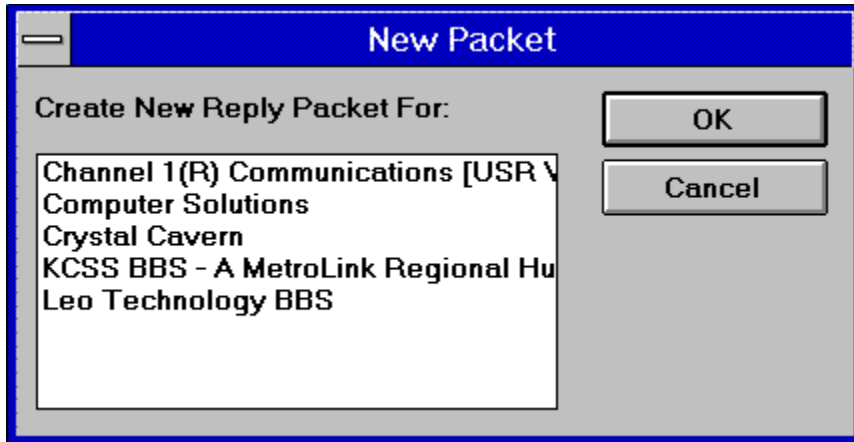 New Packet
Create New Reply Packet For:
OK
Cancel
Channel 1(R) Communications [USR
Computer Solutions
Crystal Cavern
KCSS BBS - A MetroLink Regional Hu
Leo Technology BBS